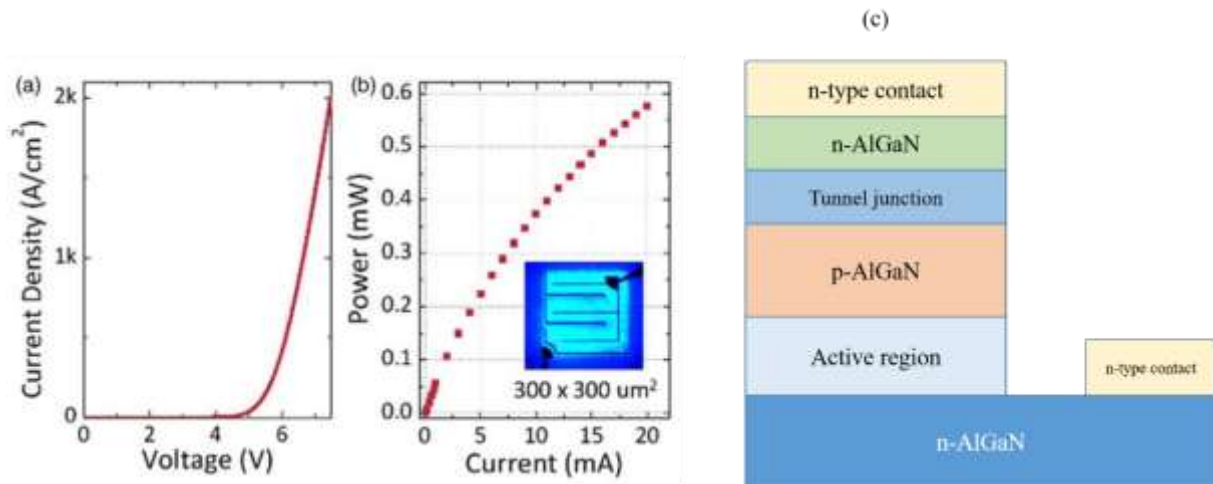 (c)
(a)
2k
1k
0
0 2 4 6
Voltage (V)
Current Density (A/cm²)
(b)
0.6
0.5
0.4
0.3
0.2
0.1
0.0
0 5 10 15 20
Current (mA)
Power (mW)
300 x 300 um²
n-type contact
n-AlGaN
Tunnel junction
p-AlGaN
Active region
n-type contact
n-AlGaN